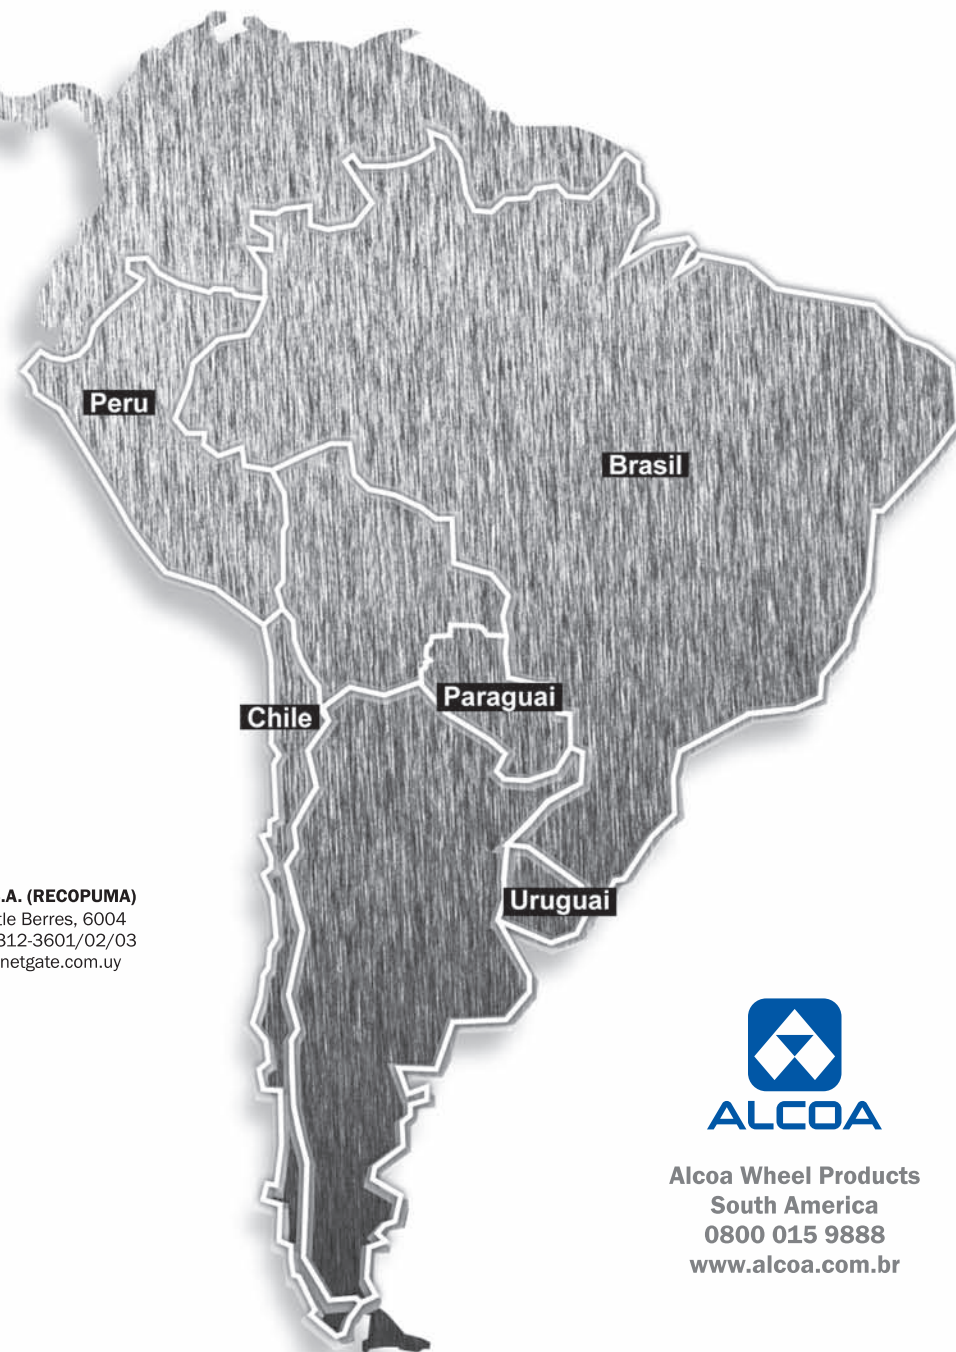 Peru
Brasil
Paraguai
Chile
Uruguai
.A. (RECOPUMA)
tle Berres, 6004
312-3601/02/03
netgate.com.uy
ALCOA
Alcoa Wheel Products
South America
0800 015 9888
www.alcoa.com.br